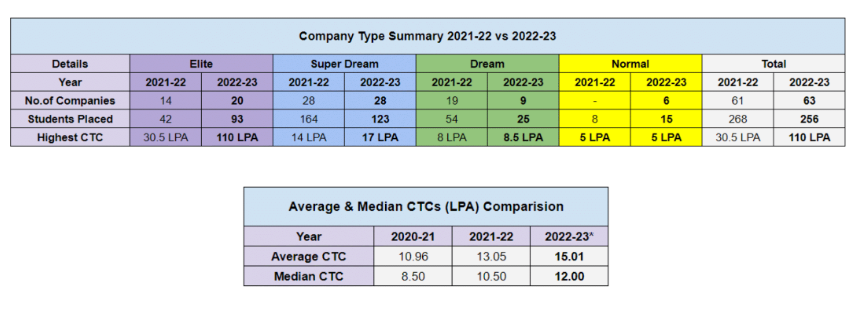 Company Type Summary 2021-22 vs 2022-23
Details Elite Super Dream Dream Normal Total
Year 2021-22 2022-23 2021-22 2022-23 2021-22 2022-23 2021-22 2022-23 2021-22 2022-23
No.of Companies 14 20 28 28 19 9 - 6 61 63
Students Placed 42 93 164 123 54 25 8 15 268 256
Highest CTC 30.5 LPA 110 LPA 14 LPA 17 LPA 8 LPA 8.5 LPA 5 LPA 5 LPA 30.5 LPA 110 LPA
Average & Median CTCs (LPA) Comparision
Year 2020-21 2021-22 2022-23*
Average CTC 10.96 13.05 15.01
Median CTC 8.50 10.50 12.00